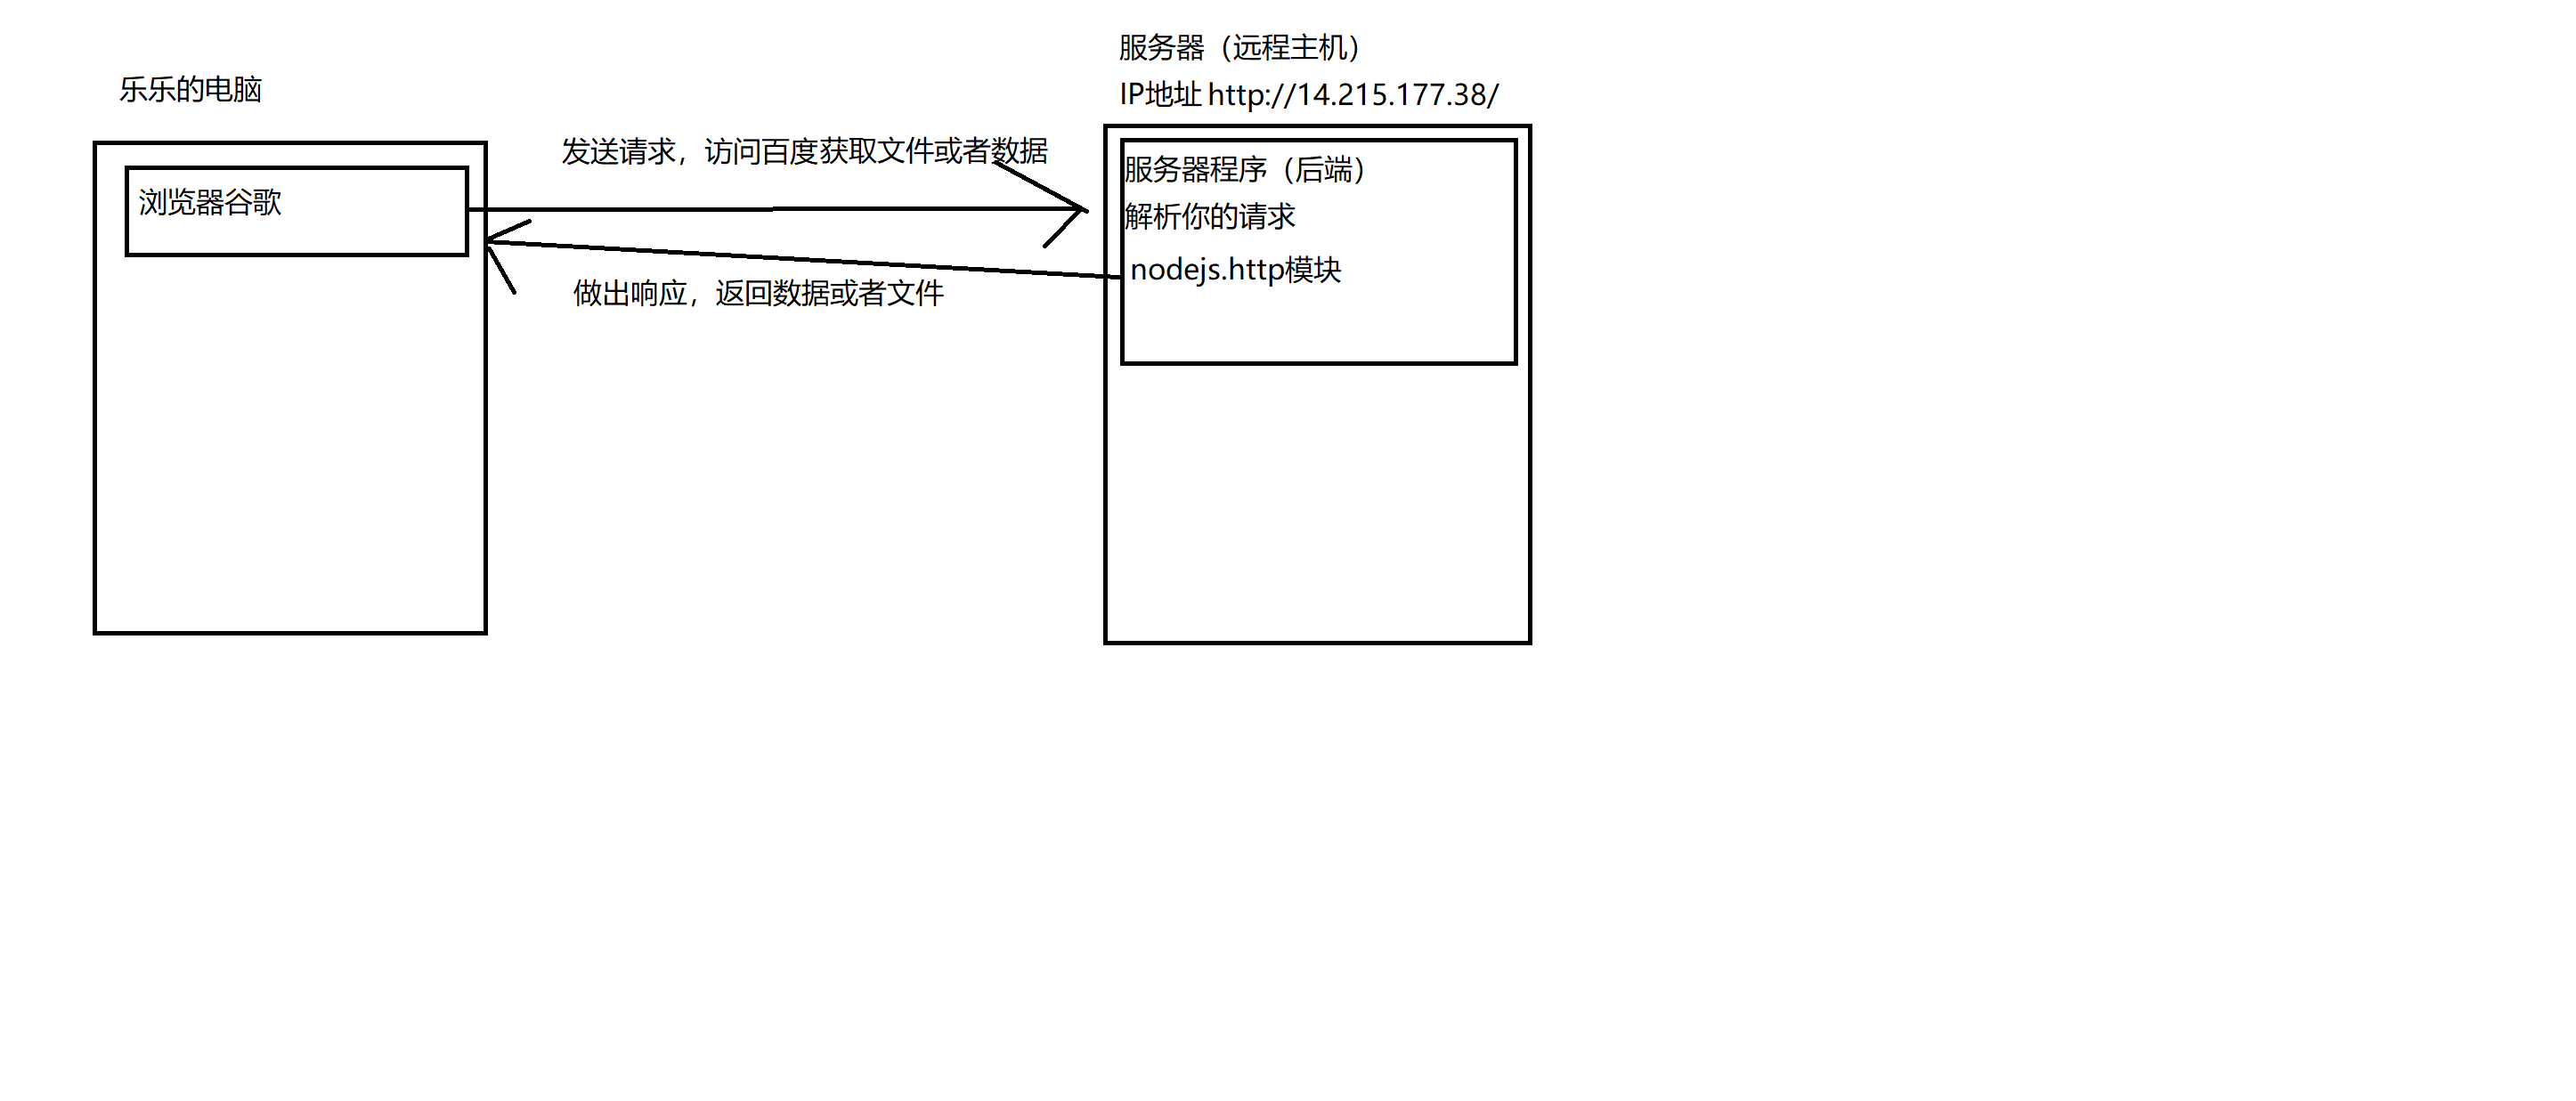 乐乐的电脑
浏览器谷歌
发送请求，访问百度获取文件或者数据
做出响应，返回数据或者文件
服务器（远程主机）
IP地址 http://14.215.177.38/
服务器程序（后端）
解析你的请求
nodejs.http模块